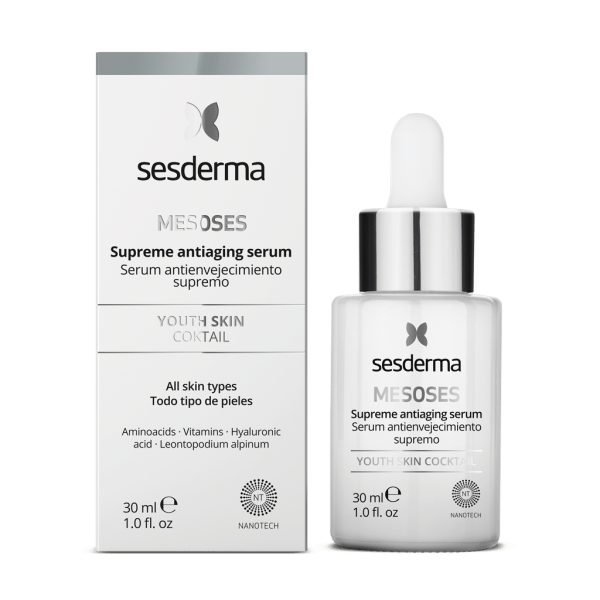 sesderma
MESOSES
Supreme antiaging serum
Serum antienvejecimiento
supremo
YOUTH SKIN
COKTAIL
All skin types
Todo tipo de pieles
Aminoacids · Vitamins · Hyaluronic
acid · Leontopodium alpinum
30 ml ℮
1.0 fl. oz
NT
NANOTECH
sesderma
MESOSES
Supreme antiaging serum
Serum antienvejecimiento
supremo
YOUTH SKIN COCKTAIL
30 ml ℮
1.0 fl. oz
NT
NANOTECH